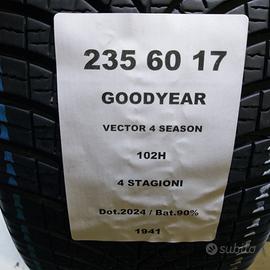 235 60 17
GOODYEAR
VECTOR 4 SEASON
102H
4 STAGIONI
Dot.2024 / Bat.90%
1941
subito